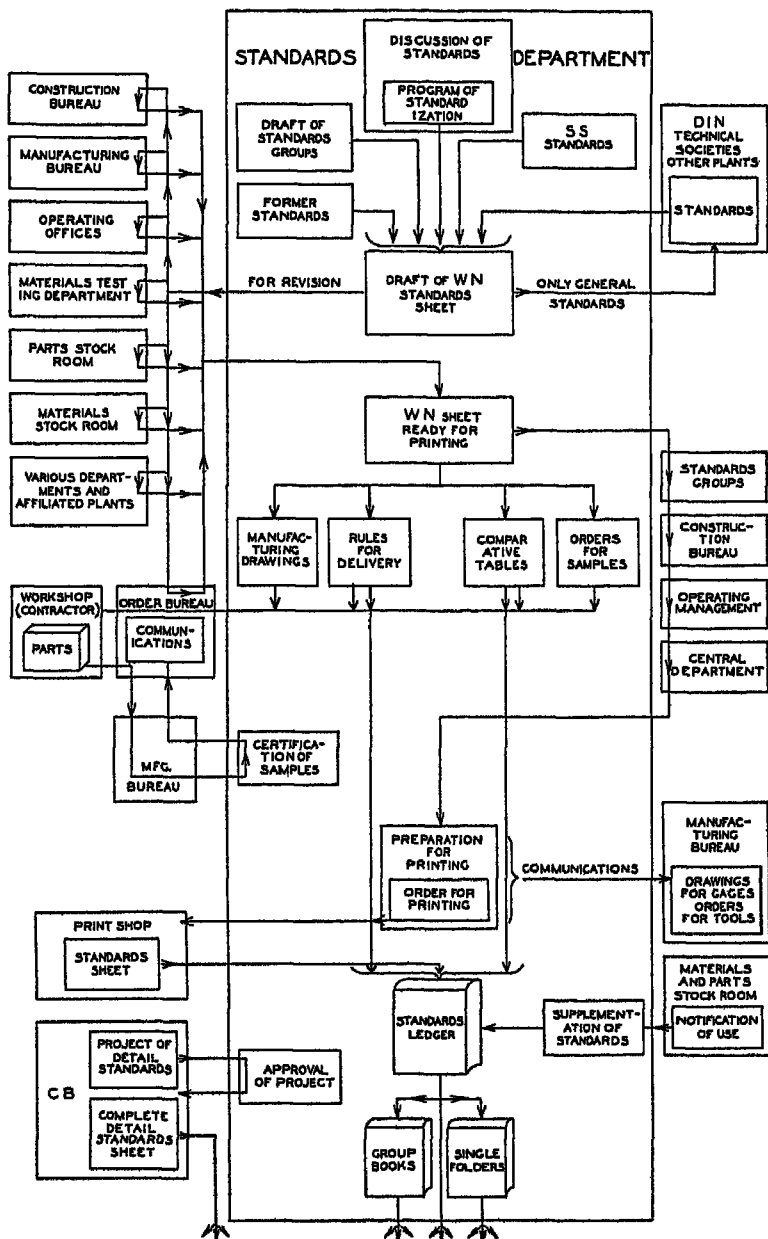 STANDARDS
DEPARTMENT
DISCUSSION OF
STANDARDS
PROGRAM OF
STANDARD
IZATION
CONSTRUCTION
BUREAU
MANUFACTURING
BUREAU
OPERATING
OFFICES
MATERIALS TEST
ING DEPARTMENT
PARTS STOCK
ROOM
MATERIALS
STOCK ROOM
VARIOUS DEPART-
MENTS AND
AFFILIATED PLANTS
DRAFT OF
STANDARDS
GROUPS
SS
STANDARDS
FORMER
STANDARDS
DIN
TECHNICAL
SOCIETIES
OTHER PLANTS
STANDARDS
FOR REVISION
DRAFT OF WN
STANDARDS
SHEET
ONLY GENERAL
STANDARDS
WN SHEET
READY FOR
PRINTING
STANDARDS
GROUPS
CONSTRUC-
TION
BUREAU
OPERATING
MANAGEMENT
CENTRAL
DEPARTMENT
MANUFAC-
TURING
DRAWINGS
RULES
FOR
DELIVERY
COMPAR
ATIVE
TABLES
ORDERS
FOR
SAMPLES
WORKSHOP
(CONTRACTOR)
PARTS
ORDER BUREAU
COMMUN-
ICATIONS
MFG.
BUREAU
CERTIFICA-
TION OF
SAMPLES
PREPARATION
FOR
PRINTING
ORDER FOR
PRINTING
COMMUNICATIONS
MANUFAC-
TURING
BUREAU
DRAWINGS
FOR GAGES
ORDERS
FOR TOOLS
PRINT SHOP
STANDARDS
SHEET
STANDARDS
LEDGER
SUPPLEMENT-
ATION OF
STANDARDS
MATERIALS
AND PARTS
STOCK ROOM
NOTIFICATION
OF USE
CB
PROJECT OF
DETAIL
STANDARDS
COMPLETE
DETAIL
STANDARDS
SHEET
APPROVAL
OF PROJECT
GROUP
BOOKS
SINGLE
FOLDERS